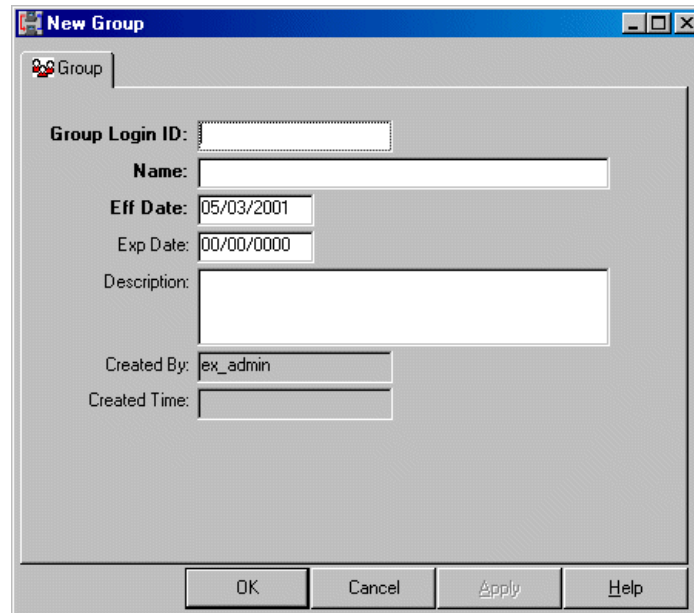 New Group
Group
Group Login ID:
Name:
Eff Date: 05/03/2001
Exp Date: 00/00/0000
Description:
Created By: ex_admin
Created Time:
OK Cancel Apply Help